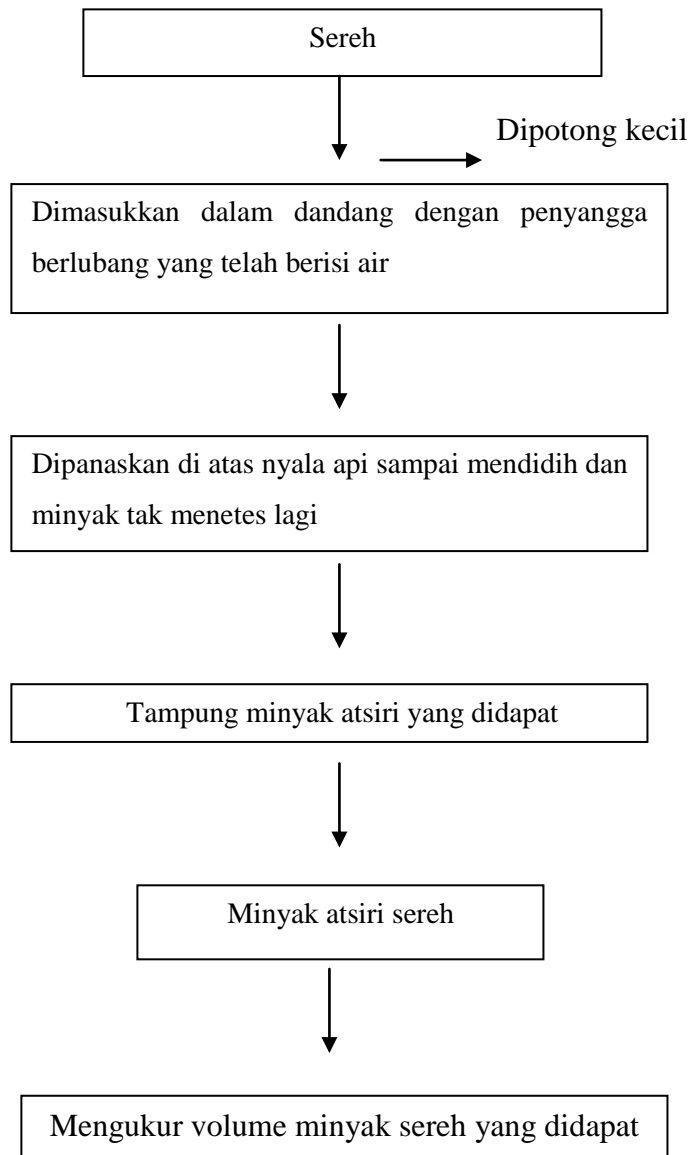 Sereh
Dipotong kecil
Dimasukkan dalam dandang dengan penyangga
berlubang yang telah berisi air
Dipanaskan di atas nyala api sampai mendidih dan
minyak tak menetes lagi
Tampung minyak atsiri yang didapat
Minyak atsiri sereh
Mengukur volume minyak sereh yang didapat